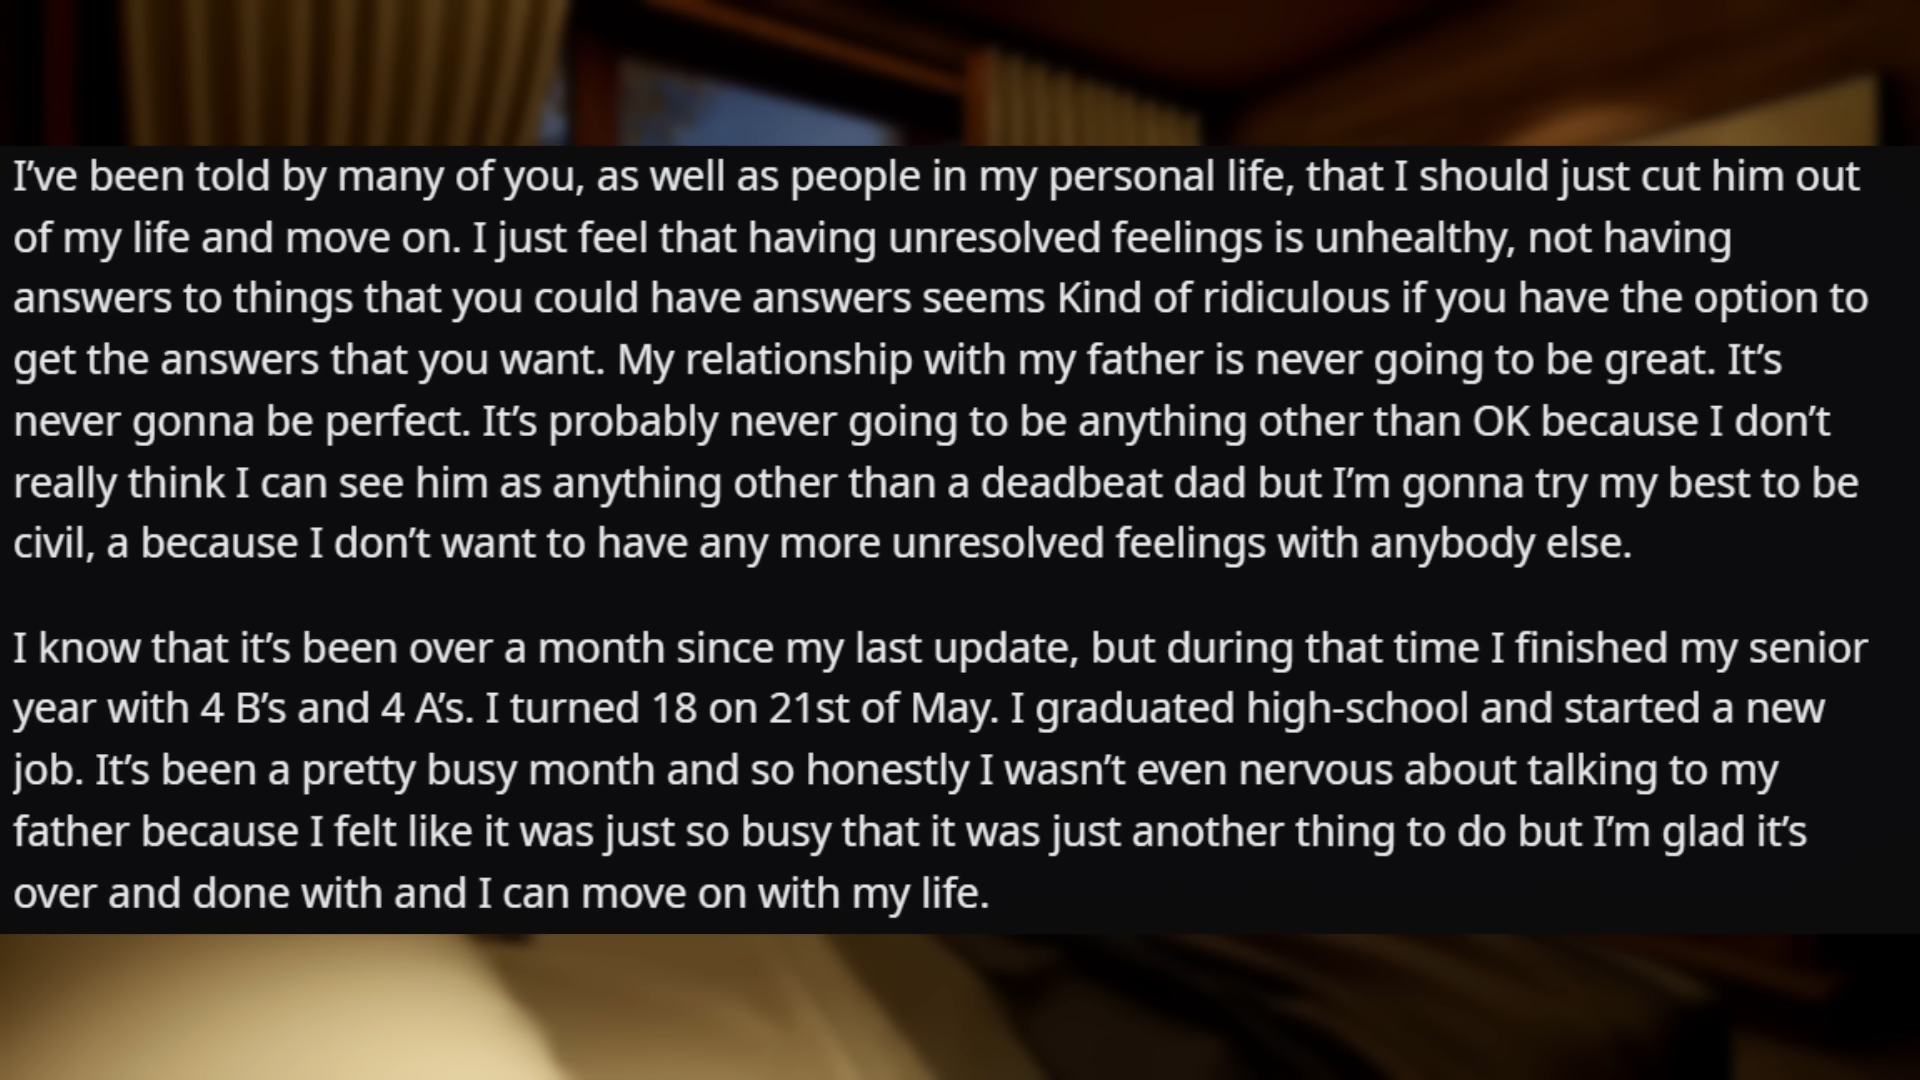 I’ve been told by many of you, as well as people in my personal life, that I should just cut him out
of my life and move on. I just feel that having unresolved feelings is unhealthy, not having
answers to things that you could have answers seems Kind of ridiculous if you have the option to
get the answers that you want. My relationship with my father is never going to be great. It’s
never gonna be perfect. It’s probably never going to be anything other than OK because I don’t
really think I can see him as anything other than a deadbeat dad but I’m gonna try my best to be
civil, a because I don’t want to have any more unresolved feelings with anybody else.
I know that it’s been over a month since my last update, but during that time I finished my senior
year with 4 B’s and 4 A’s. I turned 18 on 21st of May. I graduated high-school and started a new
job. It’s been a pretty busy month and so honestly I wasn’t even nervous about talking to my
father because I felt like it was just so busy that it was just another thing to do but I’m glad it’s
over and done with and I can move on with my life.